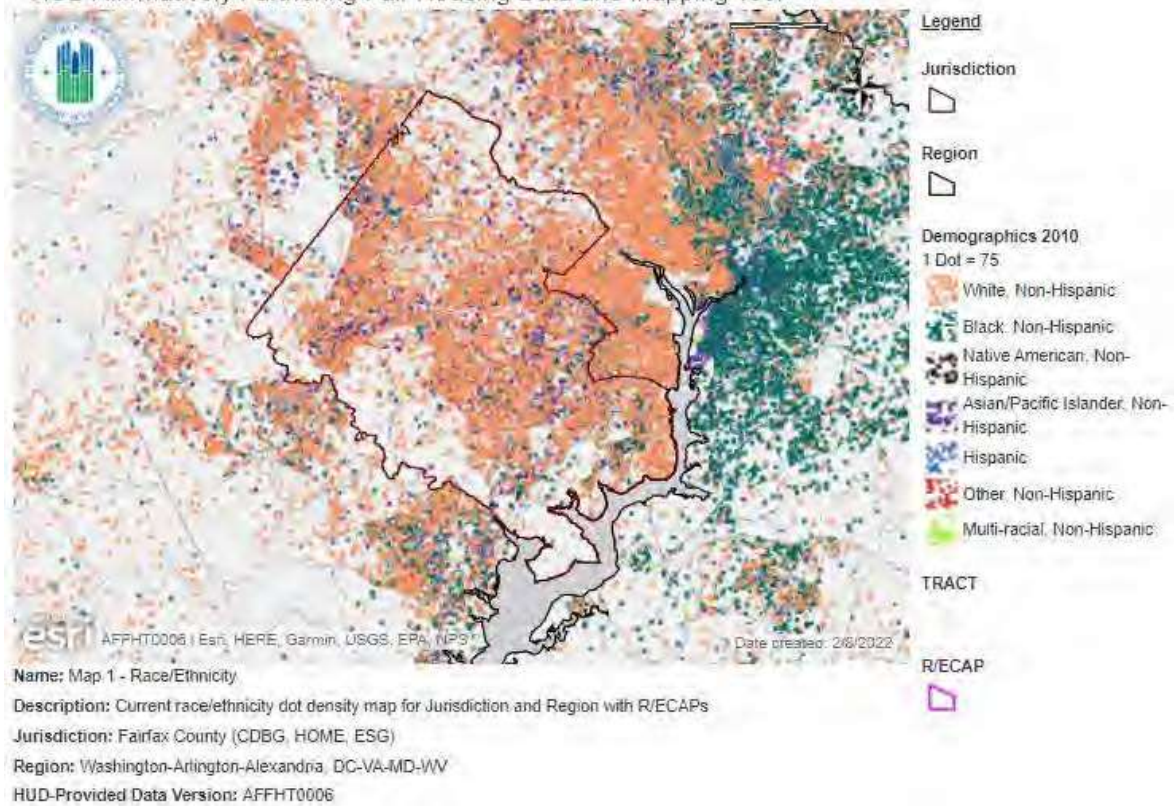 Legend
Jurisdiction
Region
Demographics 2010
1 Dot = 75
White, Non-Hispanic
Black, Non-Hispanic
Native American, Non-
Hispanic
Asian/Pacific Islander, Non-
Hispanic
Hispanic
Other, Non-Hispanic
Multi-racial, Non-Hispanic
TRACT
R/ECAP
esri AFFHT0006 | Esri, HERE, Garmin, USGS, EPA, NPS
Date created: 2/8/2022
Name: Map 1 - Race/Ethnicity
Description: Current race/ethnicity dot density map for Jurisdiction and Region with R/ECAPs
Jurisdiction: Fairfax County (CDBG, HOME, ESG)
Region: Washington-Arlington-Alexandria, DC-VA-MD-WV
HUD-Provided Data Version: AFFHT0006